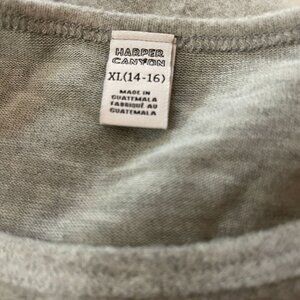 HARPER
CANYON
XL(14-16)
MADE IN
GUATEMALA
FABRIQUÉ AU
GUATEMALA